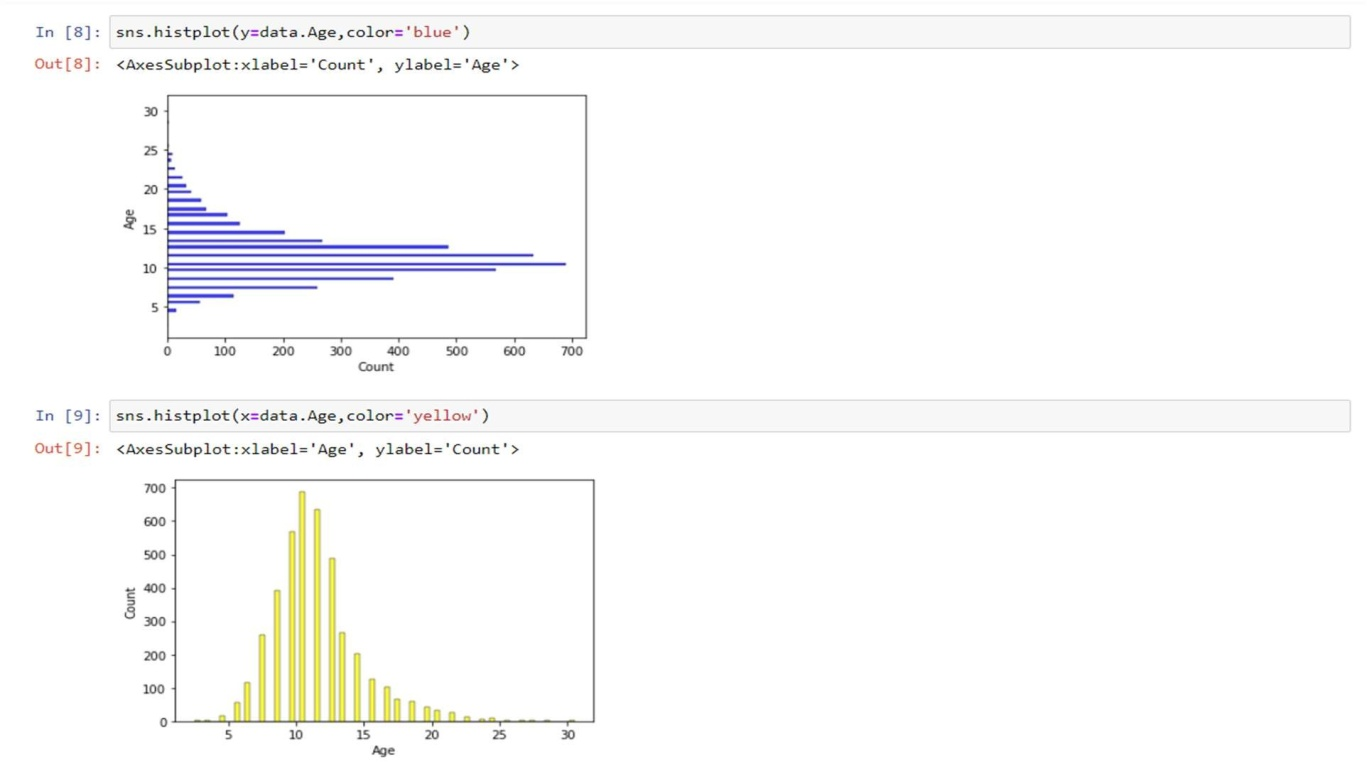 In [8]: sns.histplot(y=data.Age,color='blue')
Out[8]: <AxesSubplot:xlabel='Count', ylabel='Age'>
30
25
20
15
10
5
Age
0 100 200 300 400 500 600 700
Count
In [9]: sns.histplot(x=data.Age,color='yellow')
Out[9]: <AxesSubplot:xlabel='Age', ylabel='Count'>
700
600
500
400
300
200
100
0
Count
5 10 15 20 25 30
Age